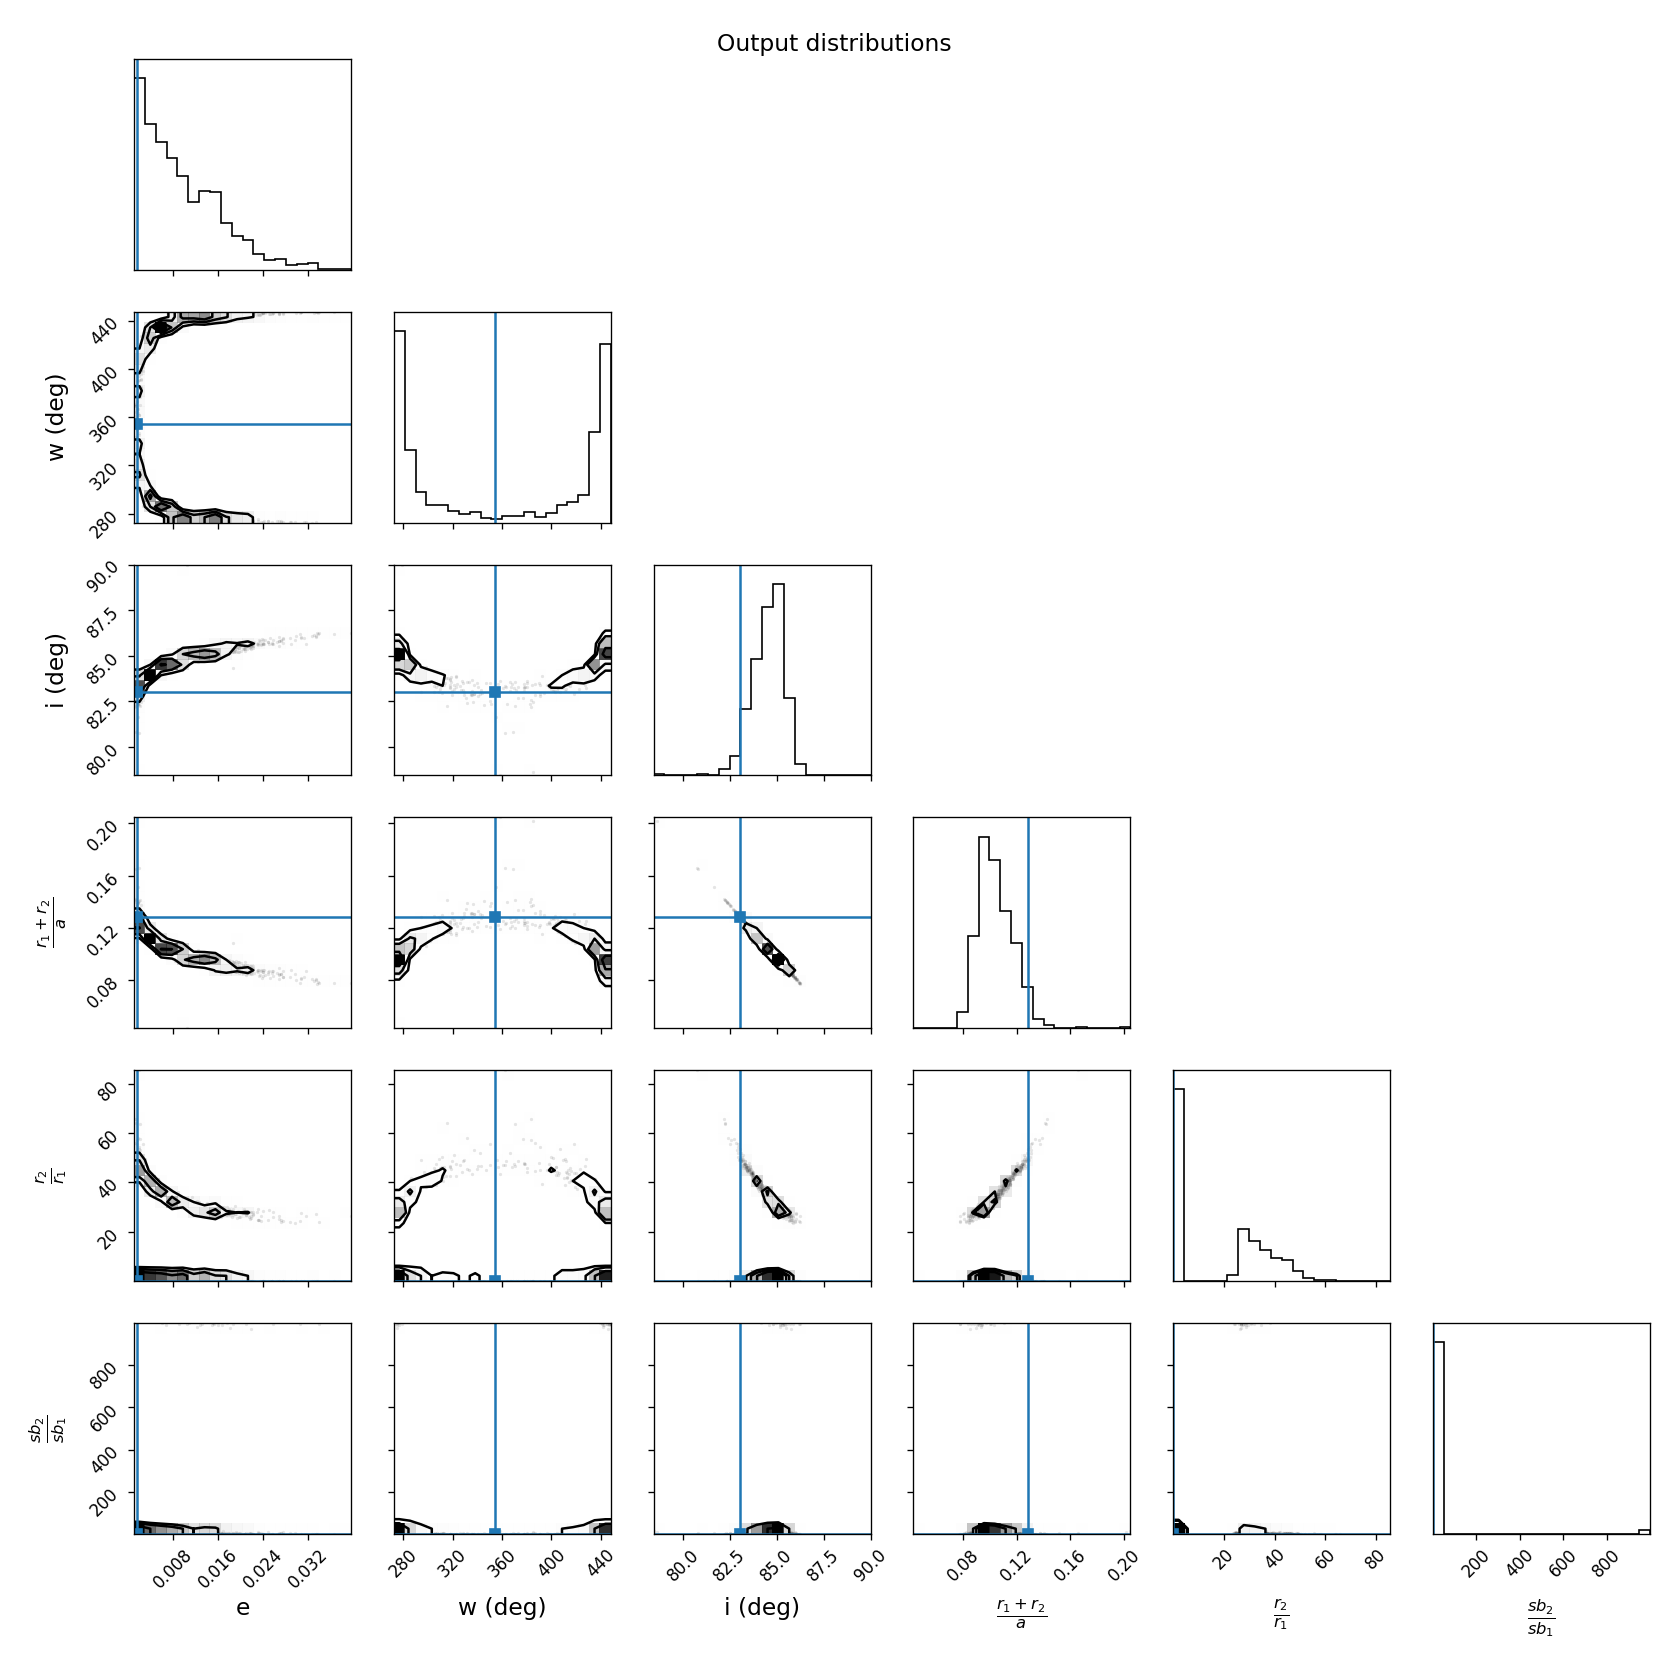 Output distributions
440
400
360
320
280
w (deg)
90.0
87.5
85.0
82.5
80.0
i (deg)
0.20
0.16
0.12
0.08
r₁ + r₂
a
80
60
40
20
r₂
r₁
800
600
400
200
sb₂
sb₁
0.008 0.016 0.024 0.032
280 320 360 400 440
80.0 82.5 85.0 87.5 90.0
0.08 0.12 0.16 0.20
20 40 60 80
200 400 600 800
e
w (deg)
i (deg)
r₁ + r₂
a
r₂
r₁
sb₂
sb₁